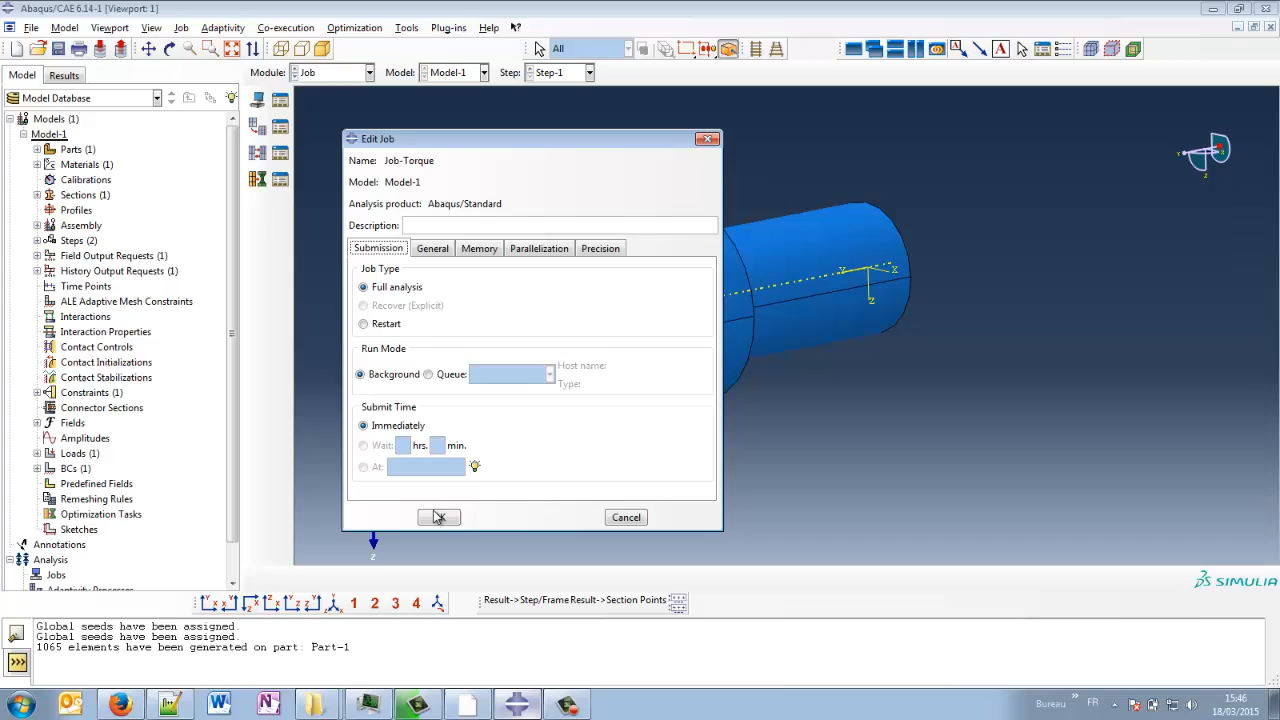 Abaqus/CAE 6.14-1 [Viewport: 1]
File Model Viewport View Job Adaptivity Co-execution Optimization Tools Plug-ins Help
All
Model Results
Module: Job Model: Model-1 Step: Step-1
Model Database
Models (1)
Model-1
Parts (1)
Materials (1)
Calibrations
Sections (1)
Profiles
Assembly
Steps (2)
Field Output Requests (1)
History Output Requests (1)
Time Points
ALE Adaptive Mesh Constraints
Interactions
Interaction Properties
Contact Controls
Contact Initializations
Contact Stabilizations
Constraints (1)
Connector Sections
Fields
Amplitudes
Loads (1)
BCs (1)
Predefined Fields
Remeshing Rules
Optimization Tasks
Sketches
Annotations
Analysis
Jobs
Adaptivity Processes
Edit Job
Name: Job-Torque
Model: Model-1
Analysis product: Abaqus/Standard
Description:
Submission General Memory Parallelization Precision
Job Type
Full analysis
Recover (Explicit)
Restart
Run Mode
Background Queue: Host name:
Type:
Submit Time
Immediately
Wait: hrs. min.
At:
Cancel
Y X
Z
Z
Y X
Z
SIMULIA
1 2 3 4
Result->Step/Frame Result->Section Points
Global seeds have been assigned.
Global seeds have been assigned.
1065 elements have been generated on part: Part-1
>>>
Bureau » FR 15:46
18/03/2015